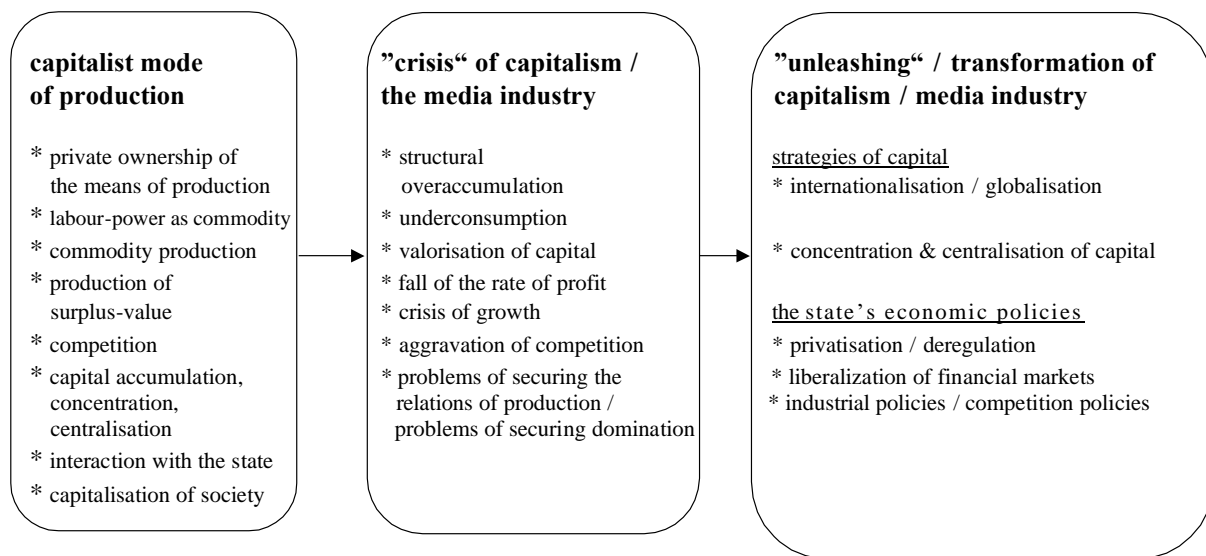 capitalist mode
of production
* private ownership of
the means of production
* labour-power as commodity
* commodity production
* production of
surplus-value
* competition
* capital accumulation,
concentration,
centralisation
* interaction with the state
* capitalisation of society
”crisis“ of capitalism /
the media industry
* structural
overaccumulation
* underconsumption
* valorisation of capital
* fall of the rate of profit
* crisis of growth
* aggravation of competition
* problems of securing the
relations of production /
problems of securing domination
”unleashing“ / transformation of
capitalism / media industry
strategies of capital
* internationalisation / globalisation
* concentration & centralisation of capital
the state’s economic policies
* privatisation / deregulation
* liberalization of financial markets
* industrial policies / competition policies